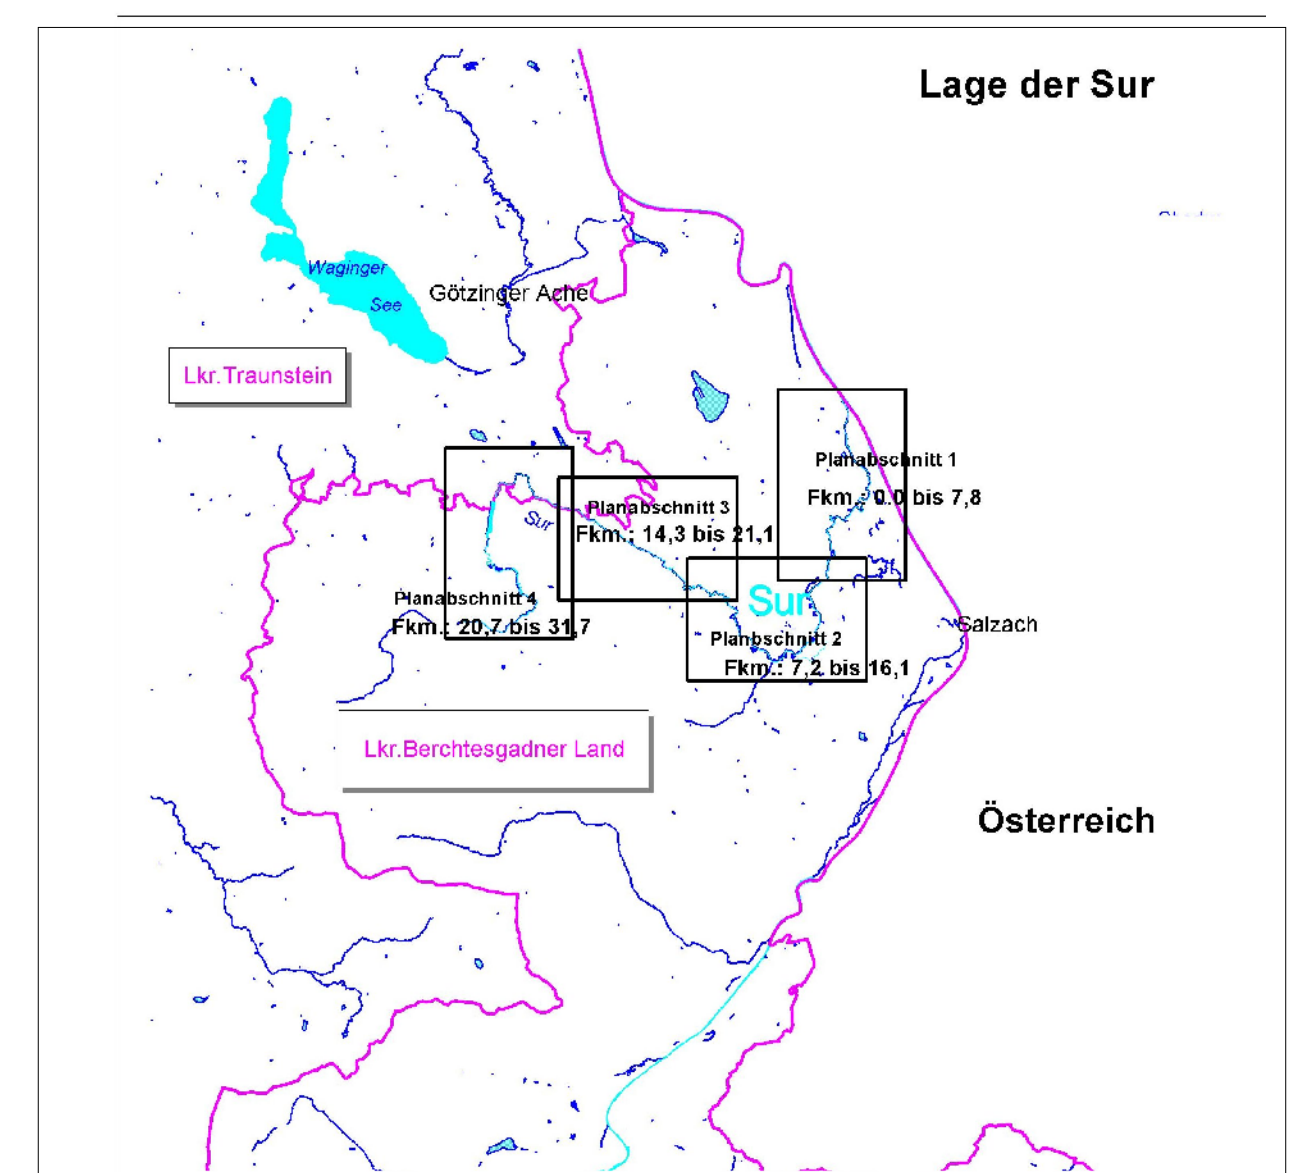 Lage der Sur
Waginger
See
Götzinger Ache
Lkr.Traunstein
Planabschnitt 1
Fkm.: 0.0 bis 7,8
Planabschnitt 3
Fkm.: 14,3 bis 21,1
Sur
Planabschnitt 4
Fkm.: 20,7 bis 31,7
Sur
Planbschnitt 2
Fkm.: 7,2 bis 16,1
Salzach
Lkr.Berchtesgadner Land
Österreich